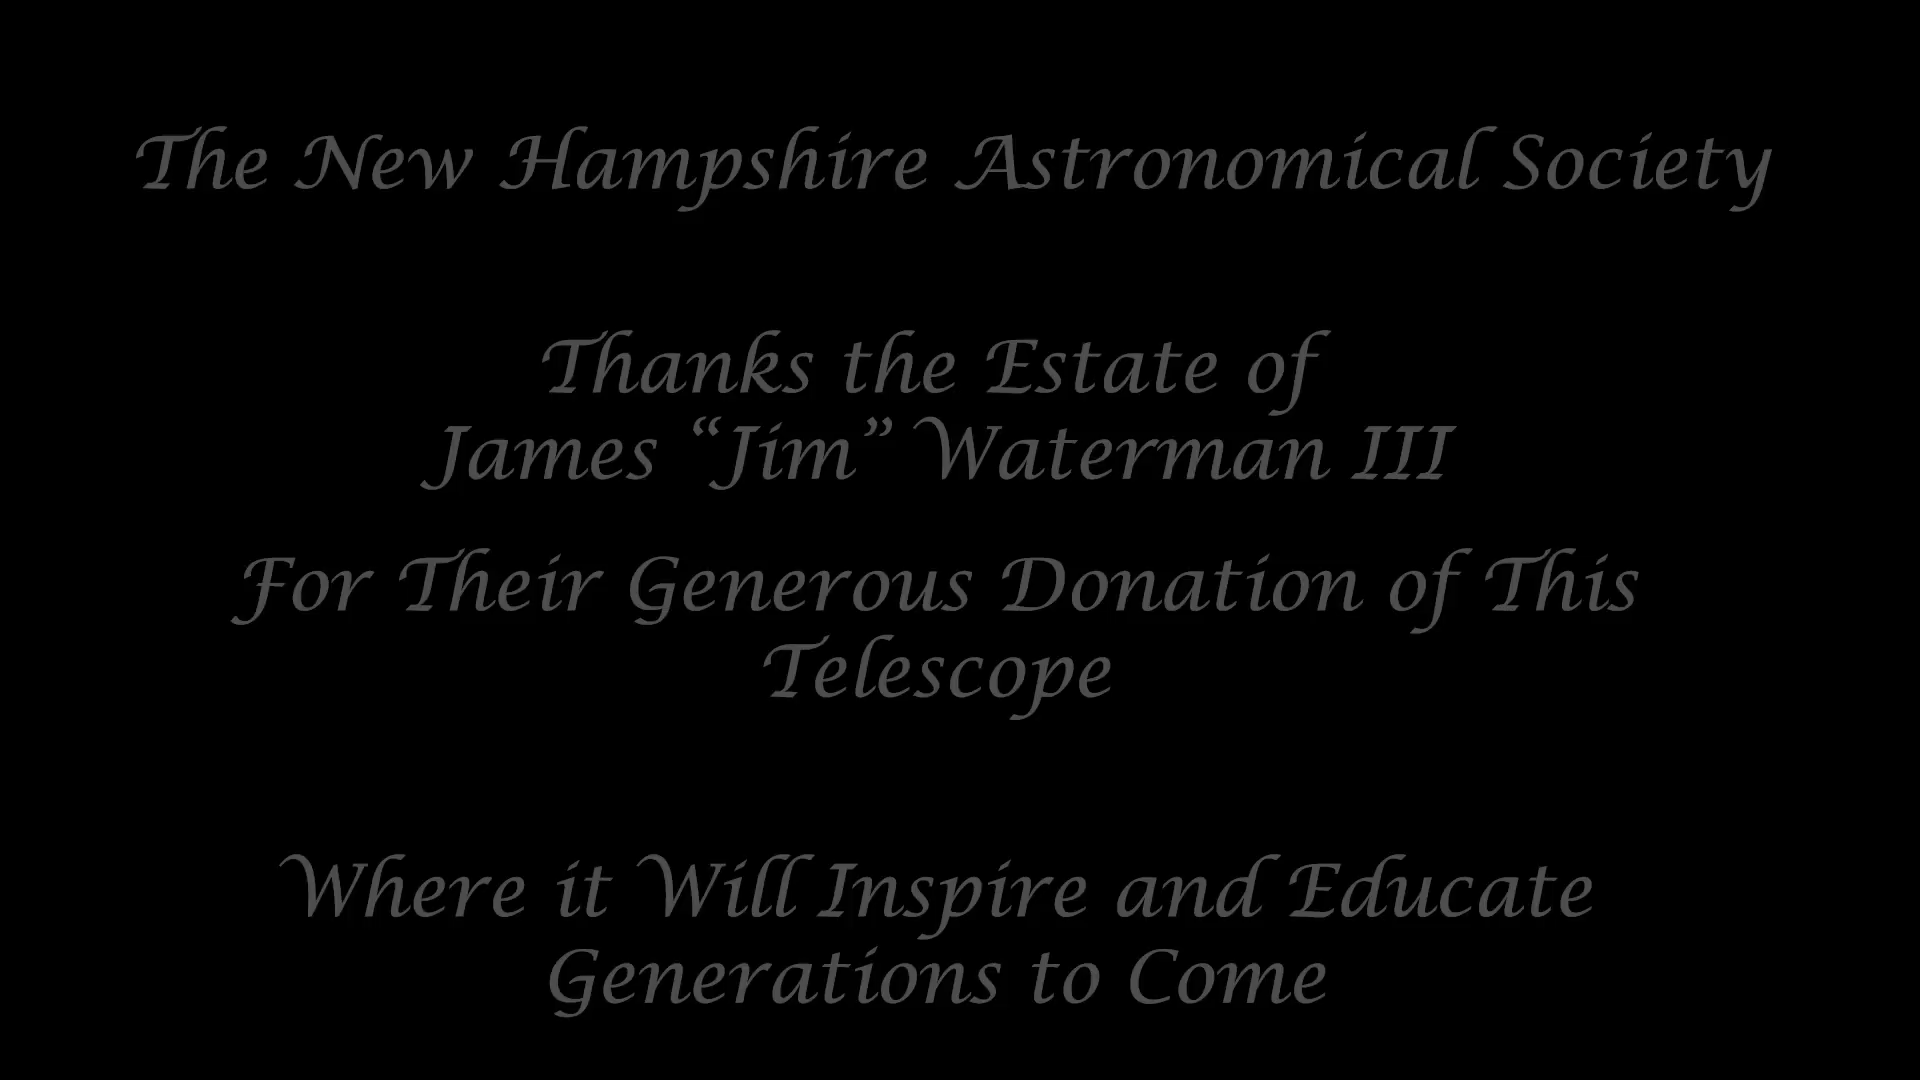 The New Hampshire Astronomical Society
Thanks the Estate of
James “Jim” Waterman III
For Their Generous Donation of This
Telescope
Where it Will Inspire and Educate
Generations to Come